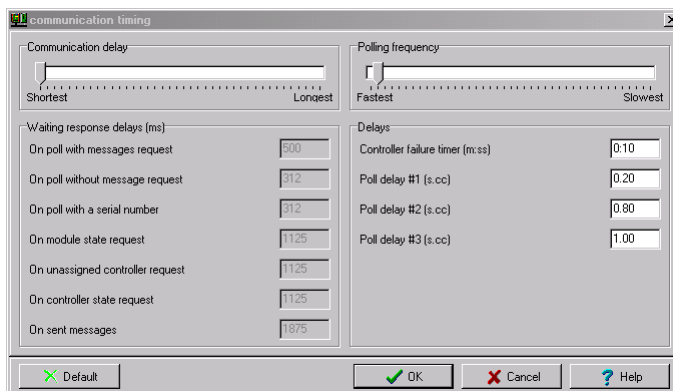 communication timing
Communication delay
Shortest Longest
Polling frequency
Fastest Slowest
Waiting response delays (ms)
On poll with messages request 500
On poll without message request 312
On poll with a serial number 312
On module state request 1125
On unassigned controller request 1125
On controller state request 1125
On sent messages 1875
Delays
Controller failure timer (m:ss) 0:10
Poll delay #1 (s.cc) 0.20
Poll delay #2 (s.cc) 0.80
Poll delay #3 (s.cc) 1.00
Default OK Cancel Help